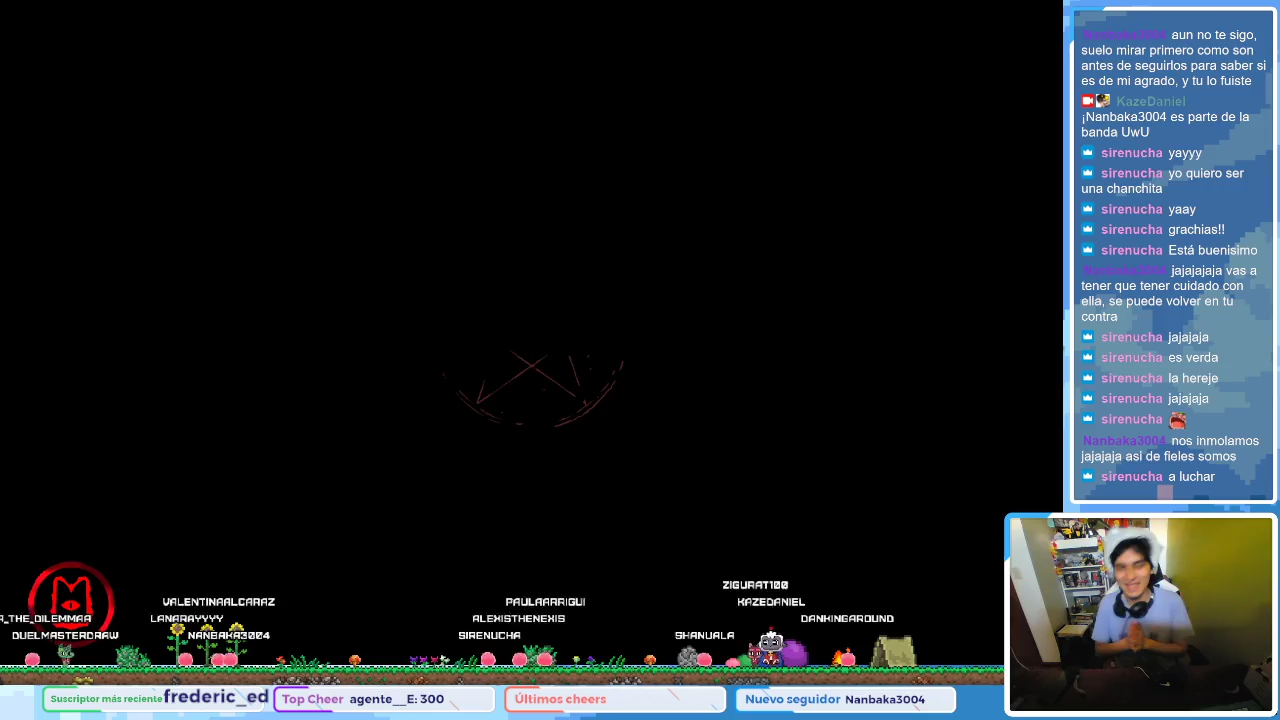 Nanbaka3004 aun no te sigo,
suelo mirar primero como son
antes de seguirlos para saber si
es de mi agrado, y tu lo fuiste
KazeDaniel
¡Nanbaka3004 es parte de la
banda UwU
sirenucha yayyy
sirenucha yo quiero ser
una chanchita
sirenucha yaay
sirenucha grachias!!
sirenucha Está buenisimo
Nanbaka3004 jajajajaja vas a
tener que tener cuidado con
ella, se puede volver en tu
contra
sirenucha jajajaja
sirenucha es verda
sirenucha la hereje
sirenucha jajajaja
sirenucha
Nanbaka3004 nos inmolamos
jajajaja asi de fieles somos
sirenucha a luchar
ZIGURAT100
VALENTINAALCARAZ
PAULAARRIGUI
KAZEDANIEL
A_THE_DILEMMAA
LANARAYYYY
ALEXISTHENEXIS
DANKINGAROUND
DUELMASTERDRAW
NANBAKA3004
SIRENUCHA
SHANUALA
Suscriptor más reciente frederic_ed
Top Cheer agente__E: 300
Últimos cheers
Nuevo seguidor Nanbaka3004